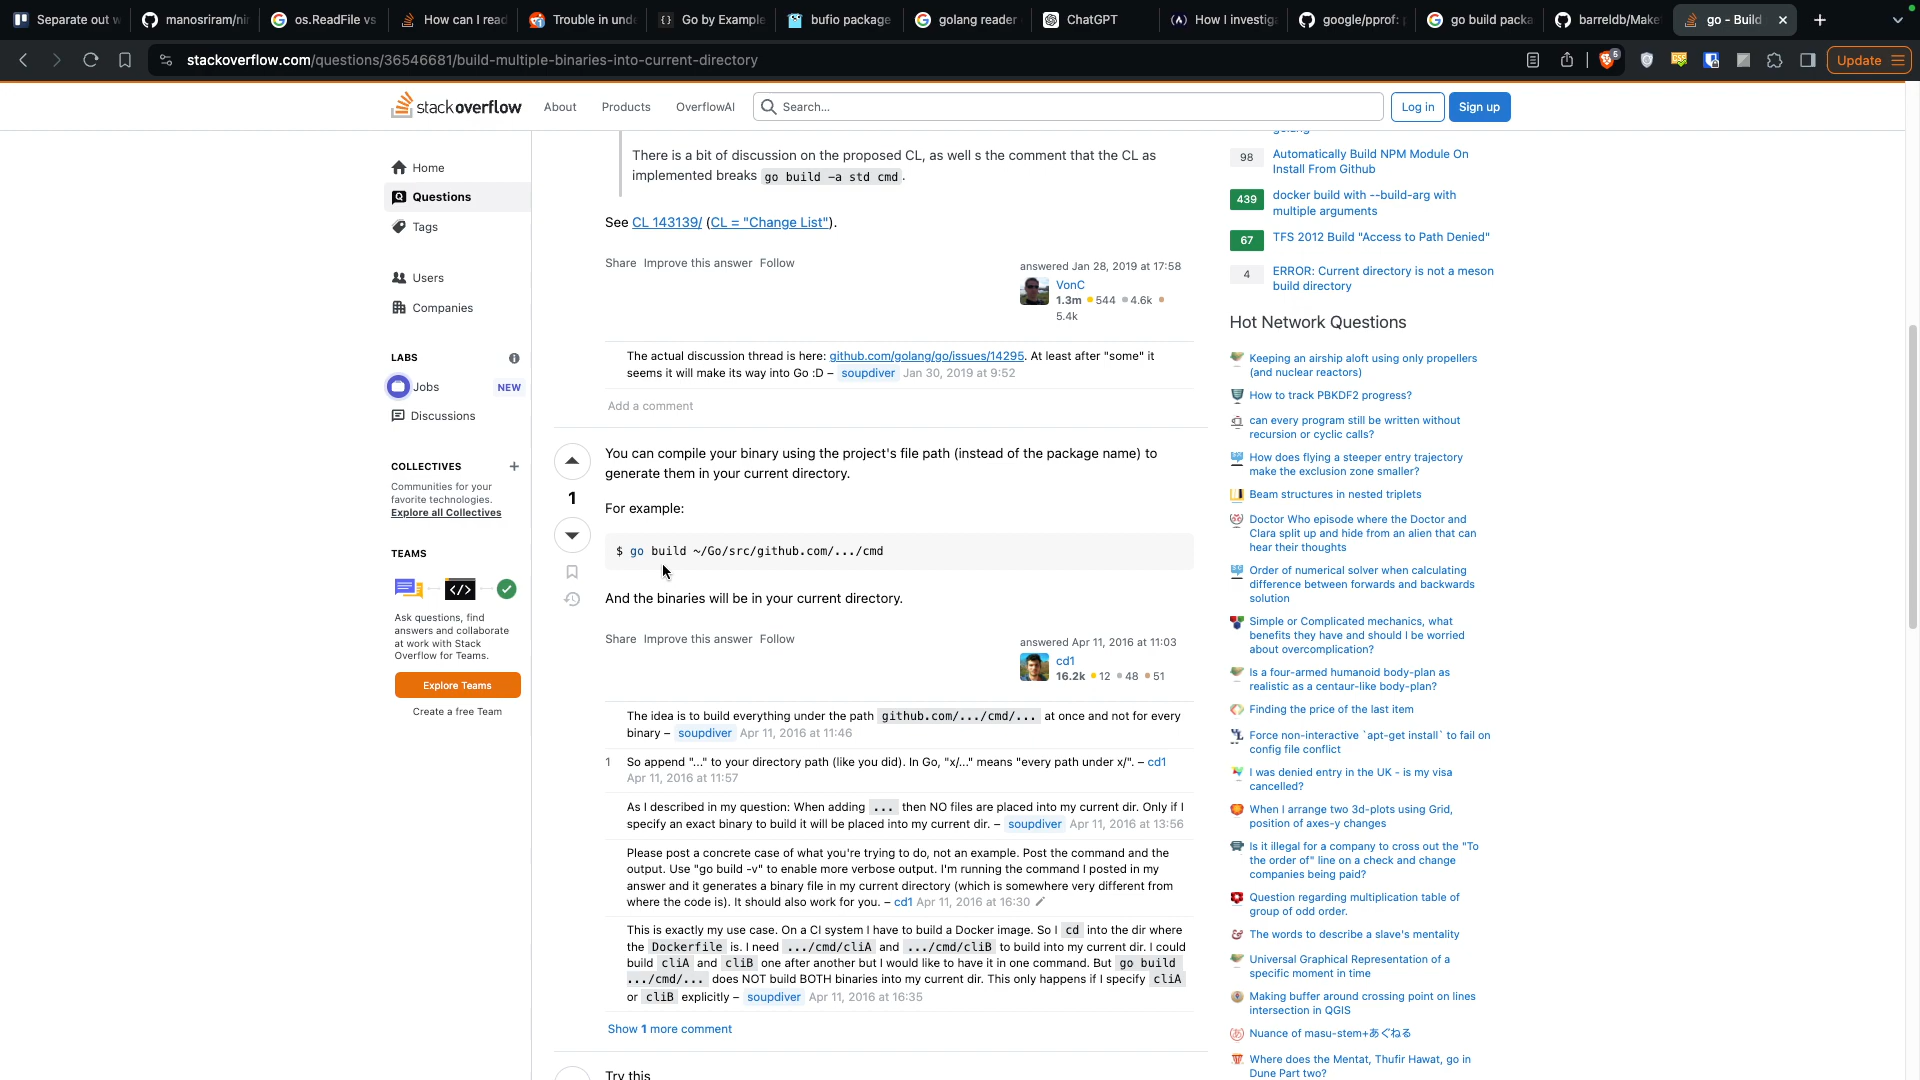 Separate out w
manosriram/nim
os.ReadFile vs
How can I read
Trouble in unde
Go by Example
bufio package
golang reader
ChatGPT
How I investiga
google/pprof:
go build packa
barreldb/Make
go - Build
stackoverflow.com/questions/36546681/build-multiple-binaries-into-current-directory
5
Update
stackoverflow
About
Products
OverflowAI
Search...
Log in
Sign up
Home
Questions
Tags
Users
Companies
LABS
Jobs
NEW
Discussions
COLLECTIVES
Communities for your
favorite technologies.
Explore all Collectives
TEAMS
Ask questions, find
answers and collaborate
at work with Stack
Overflow for Teams.
Explore Teams
Create a free Team
There is a bit of discussion on the proposed CL, as well s the comment that the CL as
implemented breaks go build -a std cmd.
See CL 143139/ (CL = "Change List").
Share Improve this answer Follow
answered Jan 28, 2019 at 17:58
VonC
1.3m 544 4.6k
5.4k
The actual discussion thread is here: github.com/golang/go/issues/14295. At least after "some" it
seems it will make its way into Go :D – soupdiver Jan 30, 2019 at 9:52
Add a comment
You can compile your binary using the project's file path (instead of the package name) to
generate them in your current directory.
1
For example:
$ go build ~/Go/src/github.com/.../cmd
And the binaries will be in your current directory.
Share Improve this answer Follow
answered Apr 11, 2016 at 11:03
cd1
16.2k 12 48 51
The idea is to build everything under the path github.com/.../cmd/... at once and not for every
binary – soupdiver Apr 11, 2016 at 11:46
1 So append "..." to your directory path (like you did). In Go, "x/..." means "every path under x/". – cd1
Apr 11, 2016 at 11:57
As I described in my question: When adding ... then NO files are placed into my current dir. Only if I
specify an exact binary to build it will be placed into my current dir. – soupdiver Apr 11, 2016 at 13:56
Please post a concrete case of what you're trying to do, not an example. Post the command and the
output. Use "go build -v" to enable more verbose output. I'm running the command I posted in my
answer and it generates a binary file in my current directory (which is somewhere very different from
where the code is). It should also work for you. – cd1 Apr 11, 2016 at 16:30
This is exactly my use case. On a CI system I have to build a Docker image. So I cd into the dir where
the Dockerfile is. I need .../cmd/cliA and .../cmd/cliB to build into my current dir. I could
build cliA and cliB one after another but I would like to have it in one command. But go build
.../cmd/... does NOT build BOTH binaries into my current dir. This only happens if I specify cliA
or cliB explicitly – soupdiver Apr 11, 2016 at 16:35
Show 1 more comment
Try this
golang
98 Automatically Build NPM Module On
Install From Github
439 docker build with --build-arg with
multiple arguments
67 TFS 2012 Build "Access to Path Denied"
4 ERROR: Current directory is not a meson
build directory
Hot Network Questions
Keeping an airship aloft using only propellers
(and nuclear reactors)
How to track PBKDF2 progress?
can every program still be written without
recursion or cyclic calls?
How does flying a steeper entry trajectory
make the exclusion zone smaller?
Beam structures in nested triplets
Doctor Who episode where the Doctor and
Clara split up and hide from an alien that can
hear their thoughts
Order of numerical solver when calculating
difference between forwards and backwards
solution
Simple or Complicated mechanics, what
benefits they have and should I be worried
about overcomplication?
Is a four-armed humanoid body-plan as
realistic as a centaur-like body-plan?
Finding the price of the last item
Force non-interactive `apt-get install` to fail on
config file conflict
I was denied entry in the UK - is my visa
cancelled?
When I arrange two 3d-plots using Grid,
position of axes-y changes
Is it illegal for a company to cross out the "To
the order of" line on a check and change
companies being paid?
Question regarding multiplication table of
group of odd order.
The words to describe a slave's mentality
Universal Graphical Representation of a
specific moment in time
Making buffer around crossing point on lines
intersection in QGIS
Nuance of masu-stem+あぐねる
Where does the Mentat, Thufir Hawat, go in
Dune Part two?